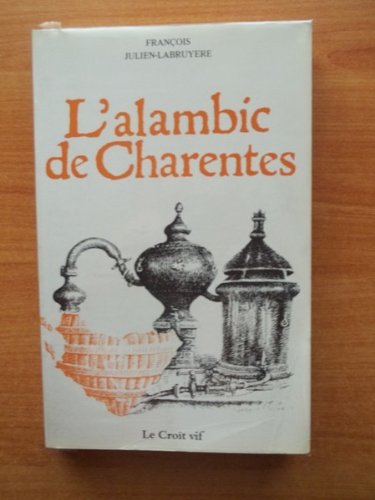 FRANÇOIS
JULIEN-LABRUYERE
L'alambic
de Charentes
Le Croît vif